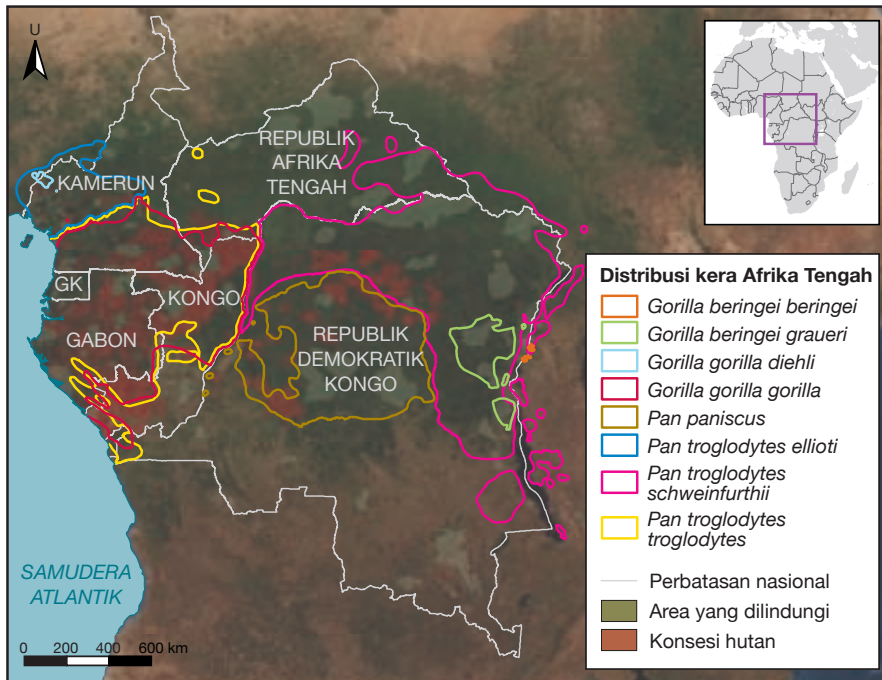 U
REPUBLIK
AFRIKA
TENGAH
KAMERUN
GK
KONGO
GABON
REPUBLIK
DEMOKRATIK
KONGO
SAMUDERA
ATLANTIK
0 200 400 600 km
Distribusi kera Afrika Tengah
Gorilla beringei beringei
Gorilla beringei graueri
Gorilla gorilla diehli
Gorilla gorilla gorilla
Pan paniscus
Pan troglodytes ellioti
Pan troglodytes
schweinfurthii
Pan troglodytes
troglodytes
Perbatasan nasional
Area yang dilindungi
Konsesi hutan